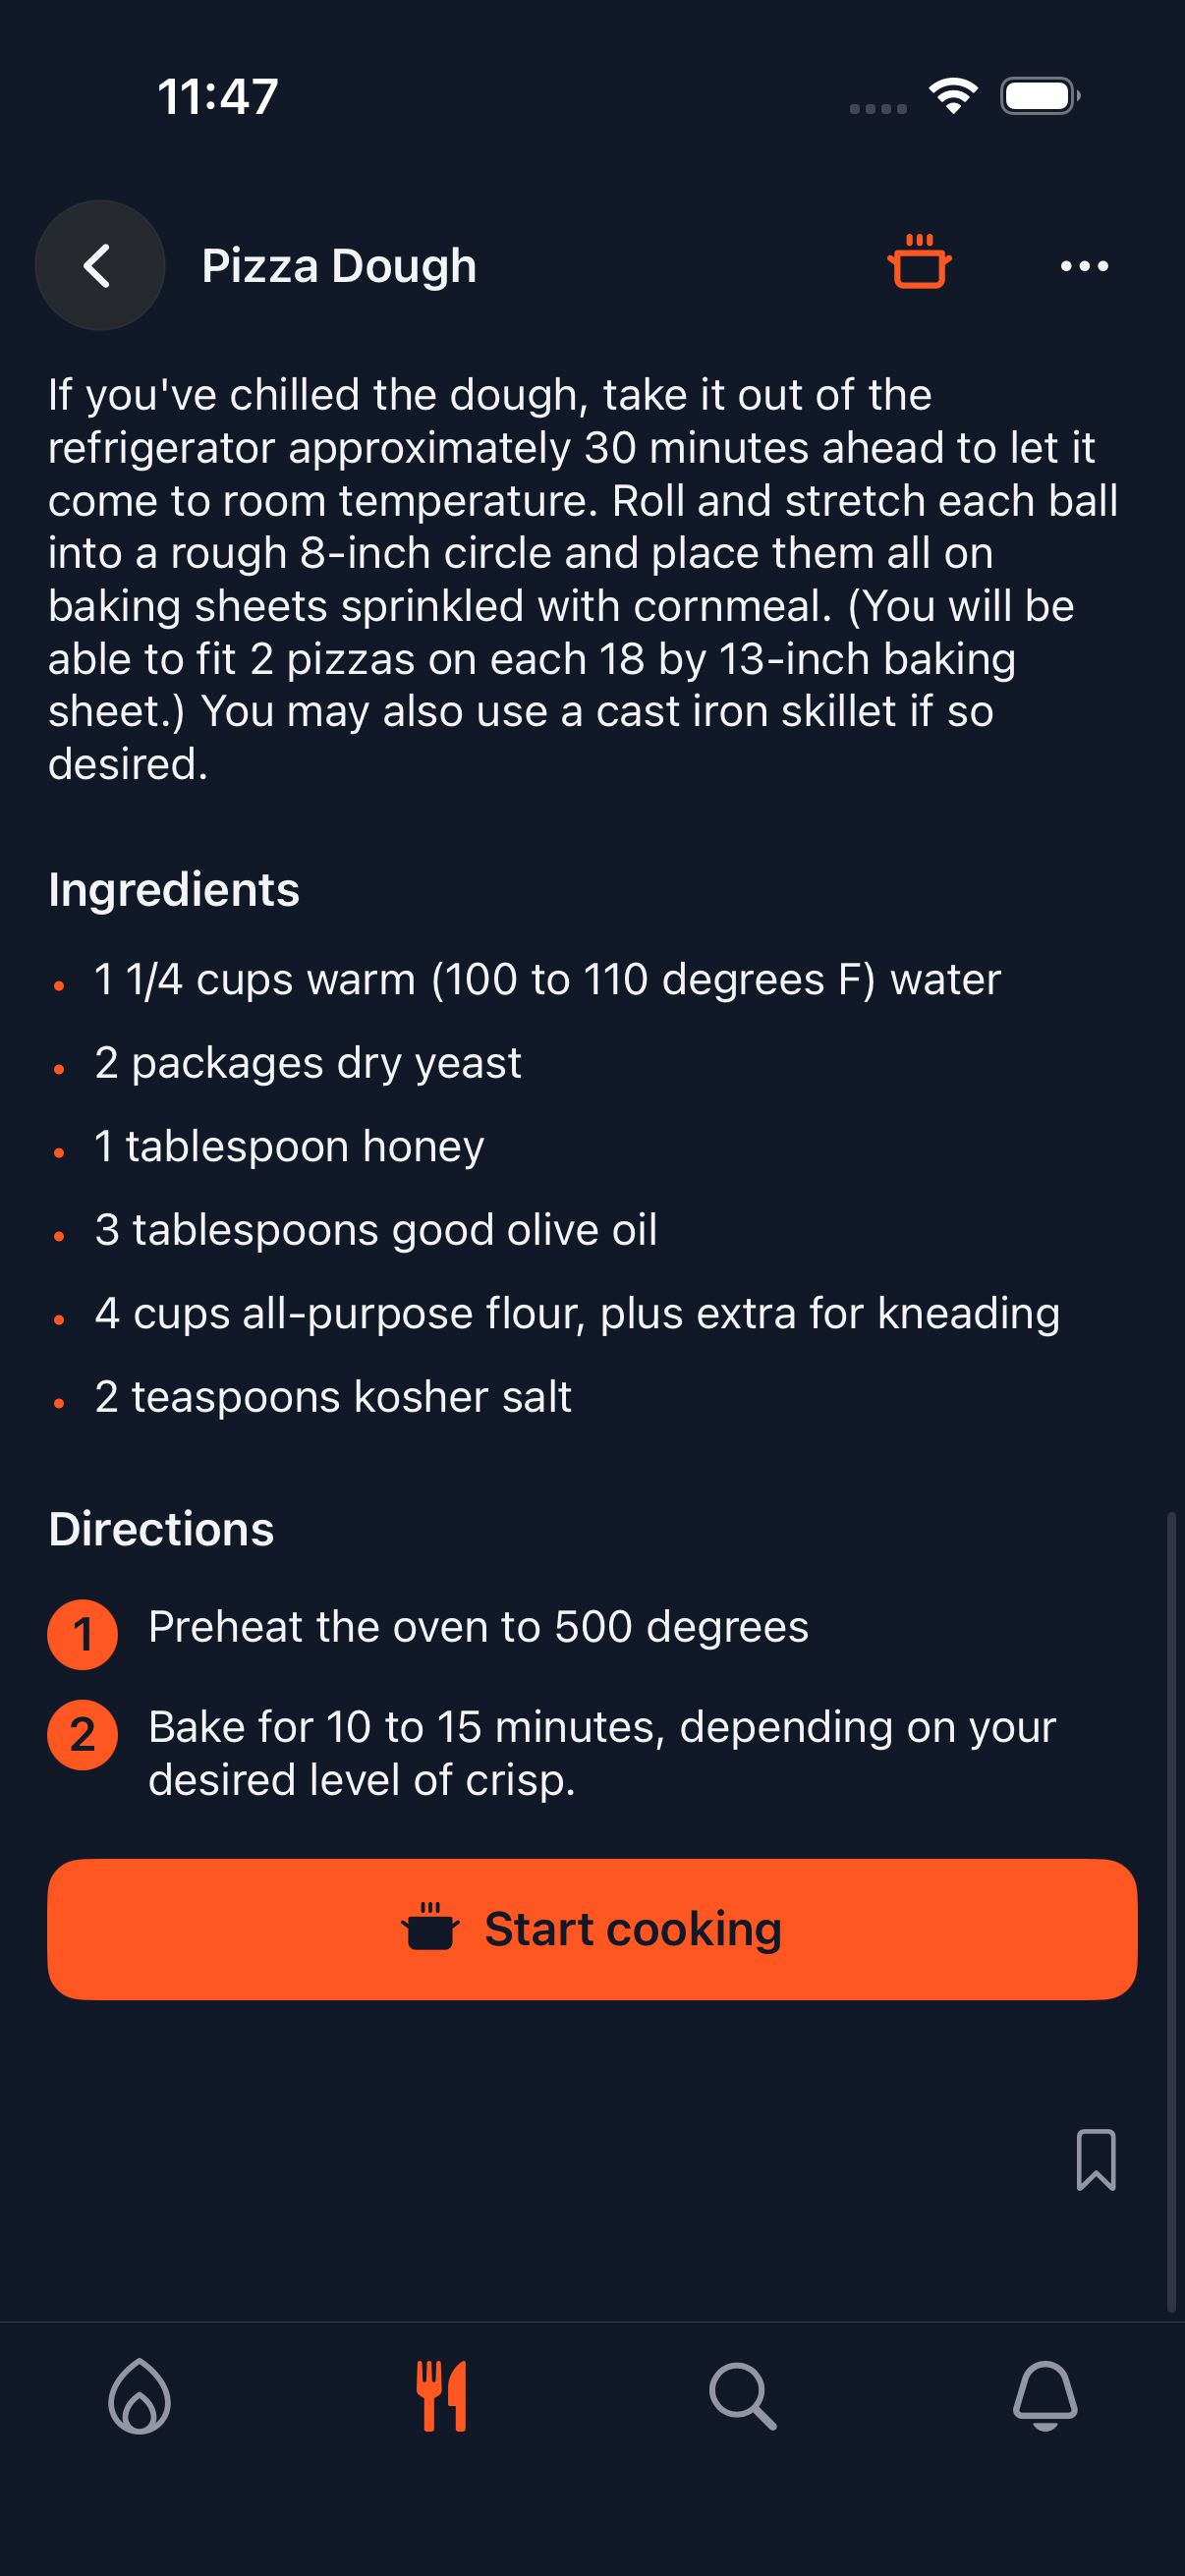 11:47
Pizza Dough
If you've chilled the dough, take it out of the
refrigerator approximately 30 minutes ahead to let it
come to room temperature. Roll and stretch each ball
into a rough 8-inch circle and place them all on
baking sheets sprinkled with cornmeal. (You will be
able to fit 2 pizzas on each 18 by 13-inch baking
sheet.) You may also use a cast iron skillet if so
desired.
Ingredients
• 1 1/4 cups warm (100 to 110 degrees F) water
• 2 packages dry yeast
• 1 tablespoon honey
• 3 tablespoons good olive oil
• 4 cups all-purpose flour, plus extra for kneading
• 2 teaspoons kosher salt
Directions
1 Preheat the oven to 500 degrees
2 Bake for 10 to 15 minutes, depending on your
desired level of crisp.
Start cooking